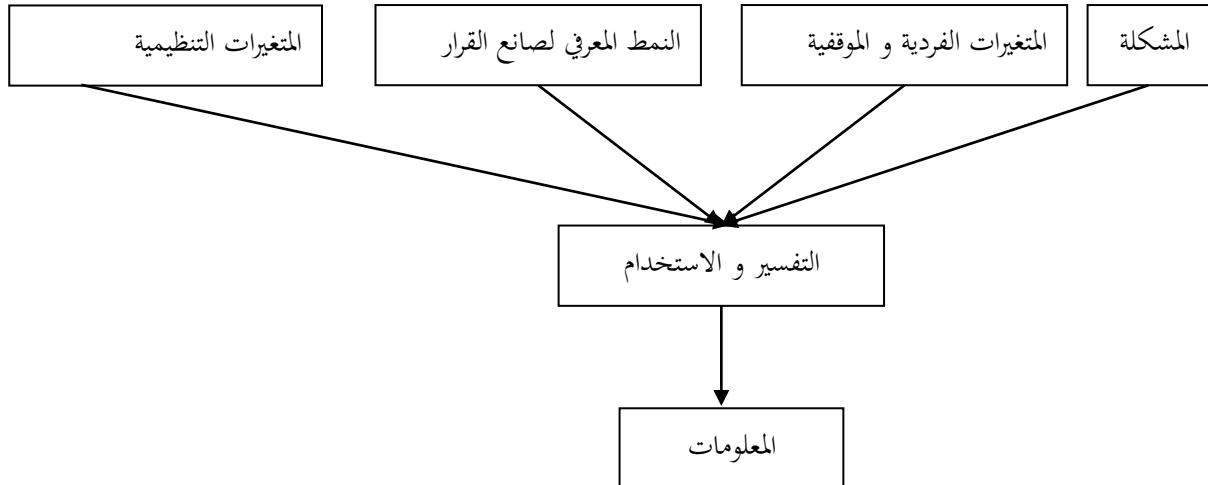 المشكلة
المتغيرات الفردية و الموقفية
النمط المعرفي لصانع القرار
المتغيرات التنظيمية
التفسير و الاستخدام
المعلومات